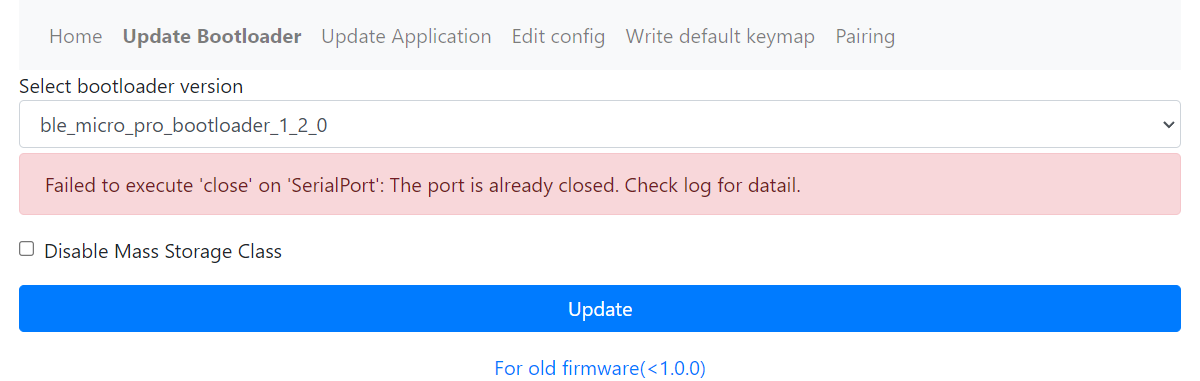 Home Update Bootloader Update Application Edit config Write default keymap Pairing
Select bootloader version
ble_micro_pro_bootloader_1_2_0
Failed to execute 'close' on 'SerialPort': The port is already closed. Check log for datail.
Disable Mass Storage Class
Update
For old firmware(<1.0.0)